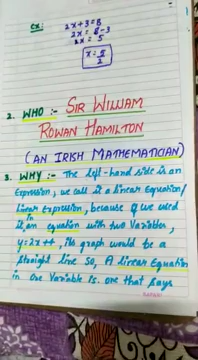 Ex: 2x + 3 = 8
2x = 8 - 3
2x = 5
x = 5/2
2. WHO: SIR WILLIAM
ROWAN HAMILTON
(AN IRISH MATHEMATICIAN)
3. WHY: The left-hand side is an
Expression, we call it a linear Equation/
linear expression, because if we used
it in an equation with two Variables,
y = 2x+4, its graph would be a
straight line so, A linear Equation
in One Variable is one that says